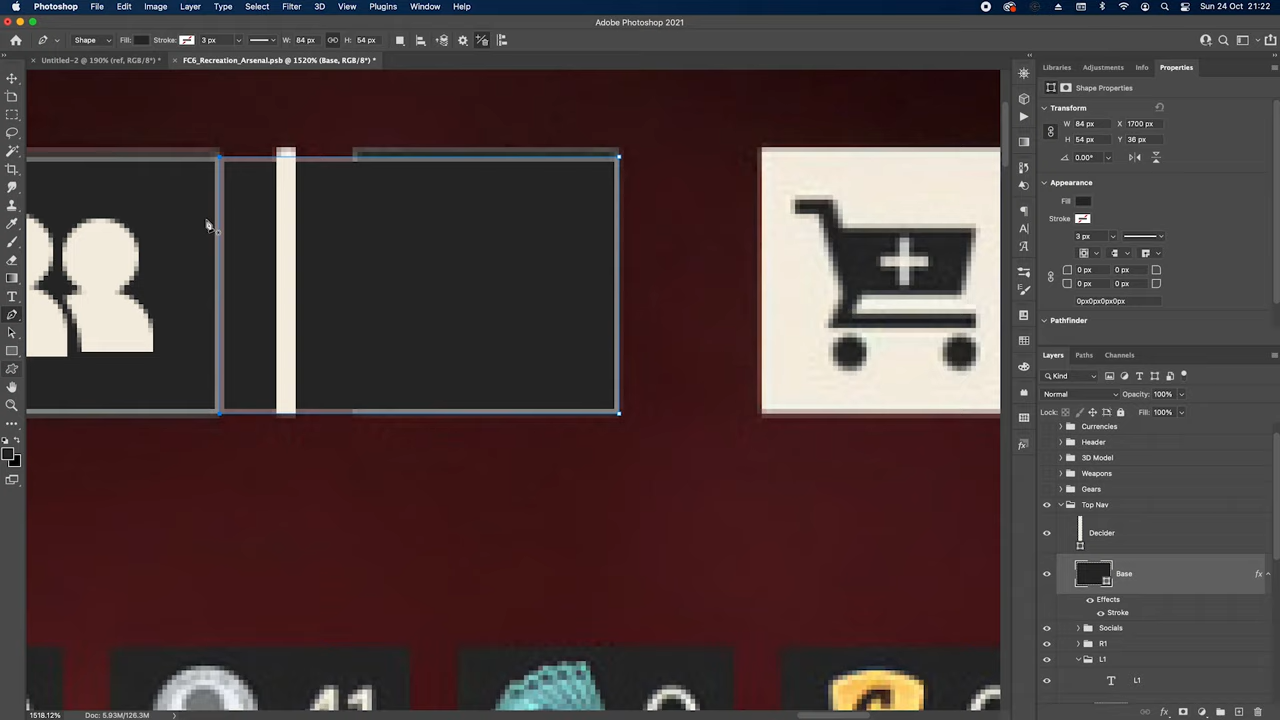 Photoshop File Edit Image Layer Type Select Filter 3D View Plugins Window Help Sun 24 Oct 21:22
Adobe Photoshop 2021
Shape Fill: Stroke: 3 px W: 84 px H: 54 px
Untitled-2 @ 190% (ref, RGB/8*) * FC6_Recreation_Arsenal.psb @ 1520% (Base, RGB/8*) *
Libraries Adjustments Info Properties
Shape Properties
Transform
W 84 px X 1700 px
H 54 px Y 36 px
0.00°
Appearance
Fill
Stroke
3 px
0 px 0 px
0 px 0 px
0px0px0px0px
Pathfinder
Layers Paths Channels
Kind
Normal Opacity: 100%
Lock: Fill: 100%
Currencies
Header
3D Model
Weapons
Gears
Top Nav
Decider
Base fx
Effects
Stroke
Socials
R1
L1
T L1
1518.12% Doc: 5.93M/126.3M